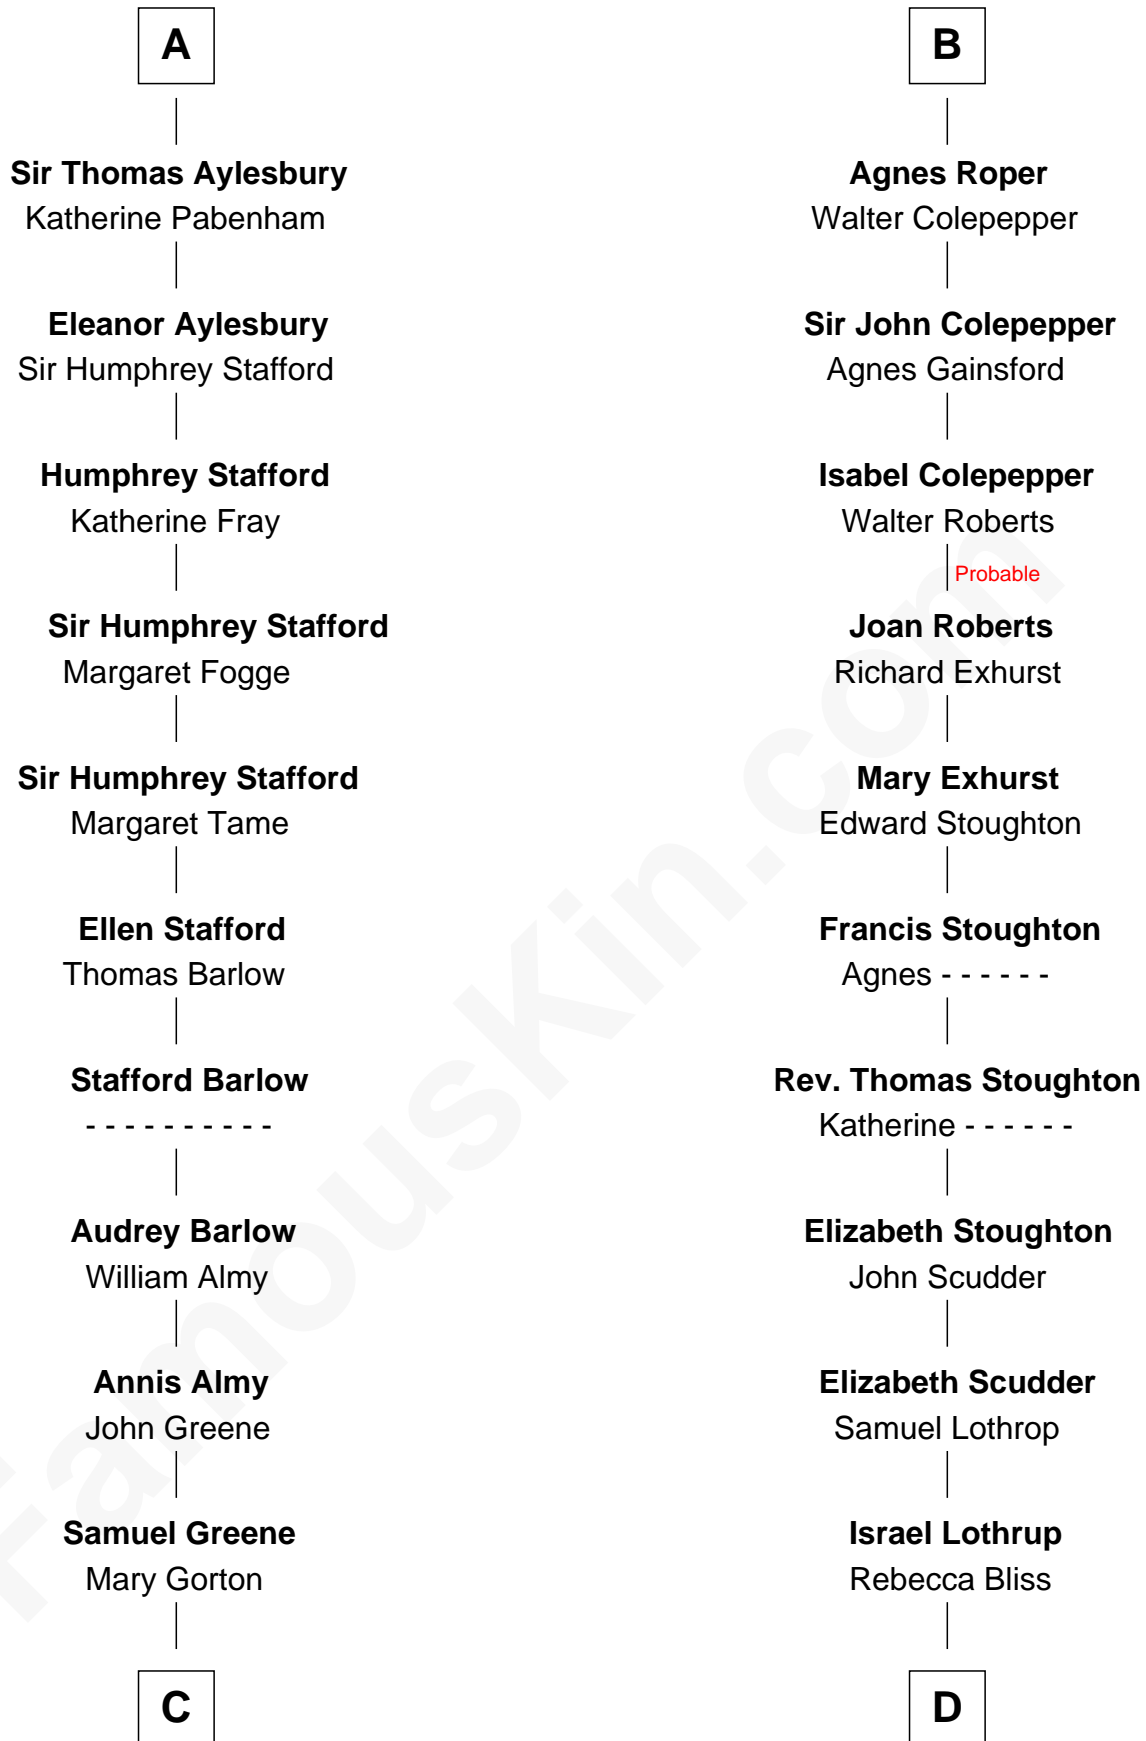 A
Sir Thomas Aylesbury
Katherine Pabenham
Eleanor Aylesbury
Sir Humphrey Stafford
Humphrey Stafford
Katherine Fray
Sir Humphrey Stafford
Margaret Fogge
Sir Humphrey Stafford
Margaret Tame
Ellen Stafford
Thomas Barlow
Stafford Barlow
- - - - - - - - - -
Audrey Barlow
William Almy
Annis Almy
John Greene
Samuel Greene
Mary Gorton
C
B
Agnes Roper
Walter Colepepper
Sir John Colepepper
Agnes Gainsford
Isabel Colepepper
Walter Roberts
Probable
Joan Roberts
Richard Exhurst
Mary Exhurst
Edward Stoughton
Francis Stoughton
Agnes - - - - - -
Rev. Thomas Stoughton
Katherine - - - - - -
Elizabeth Stoughton
John Scudder
Elizabeth Scudder
Samuel Lothrop
Israel Lothrup
Rebecca Bliss
D
FamousKin.com